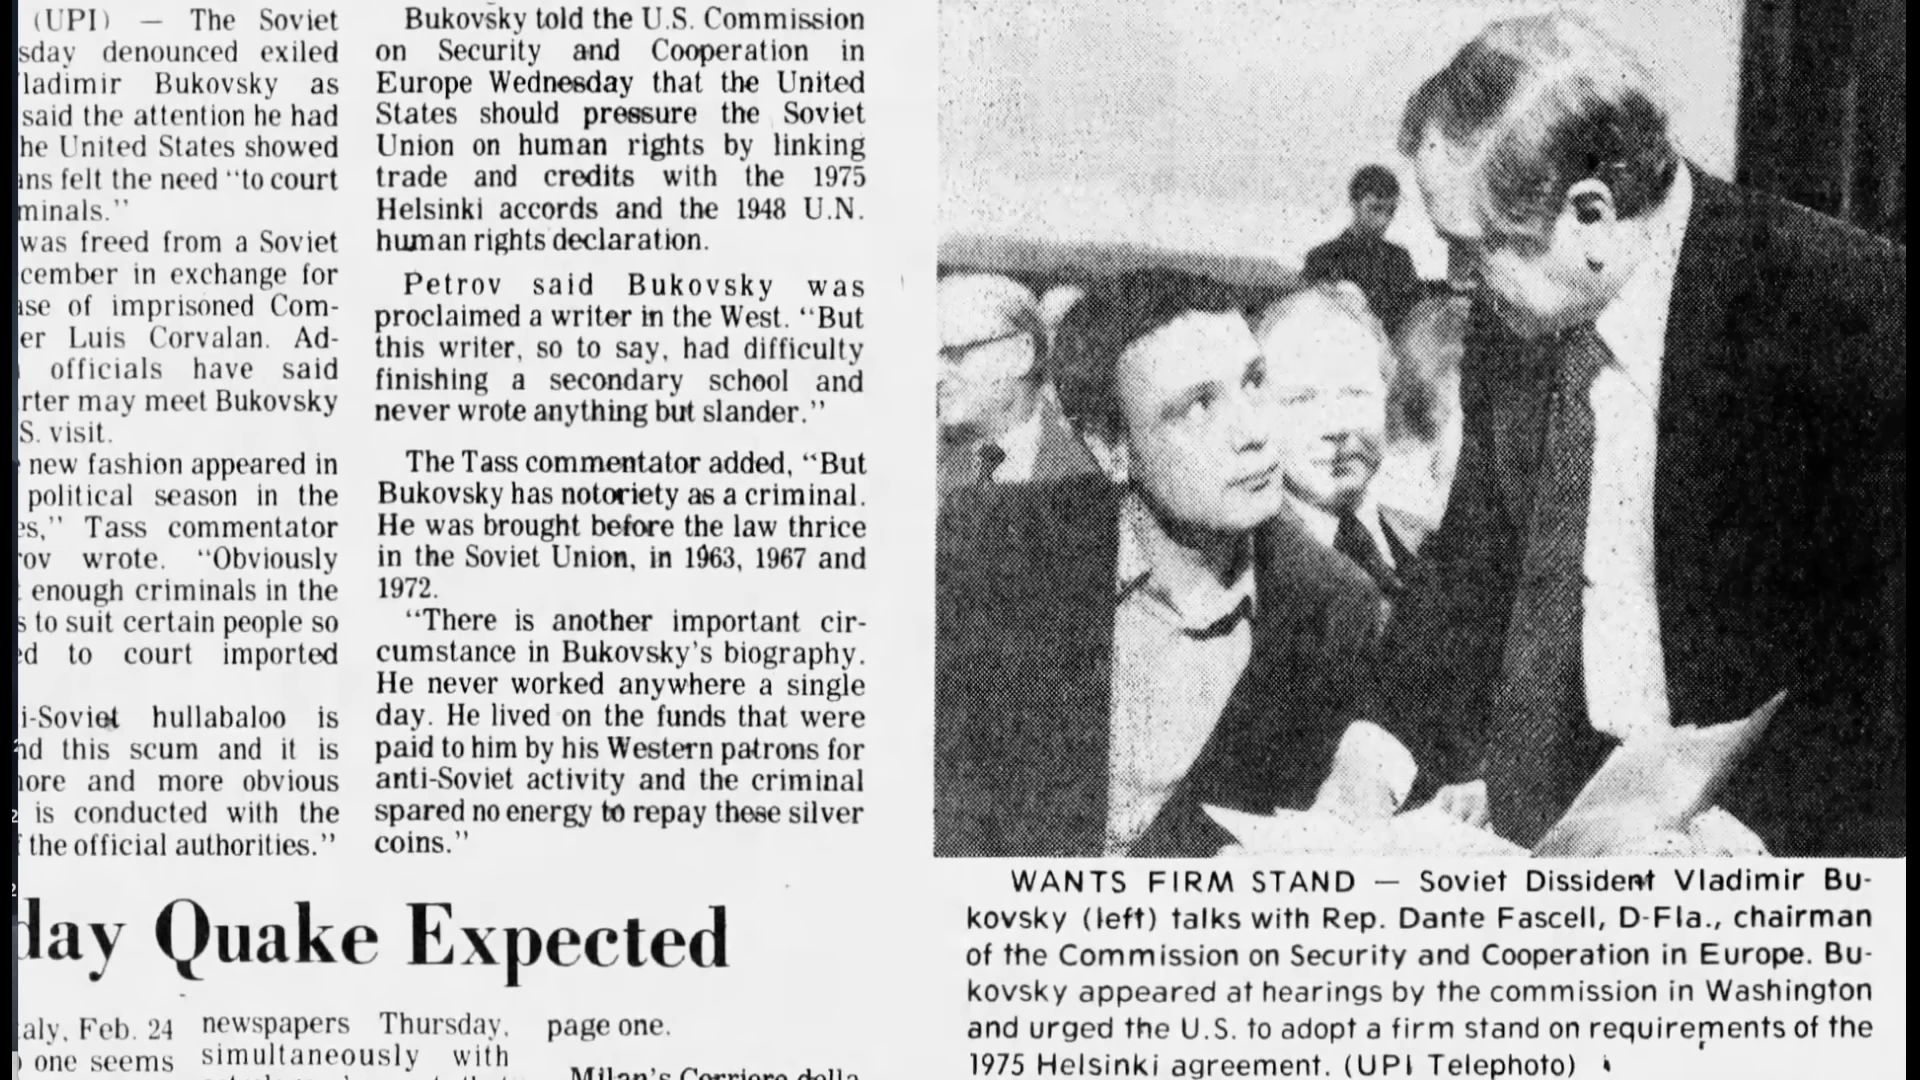 (UPI) — The Soviet
sday denounced exiled
ladimir Bukovsky as
said the attention he had
he United States showed
ns felt the need “to court
minals.”
was freed from a Soviet
cember in exchange for
se of imprisoned Com-
er Luis Corvalan. Ad-
officials have said
rter may meet Bukovsky
S. visit.
new fashion appeared in
political season in the
es,” Tass commentator
ov wrote. “Obviously
enough criminals in the
s to suit certain people so
ed to court imported
i-Soviet hullabaloo is
nd this scum and it is
ore and more obvious
is conducted with the
the official authorities.”
Bukovsky told the U.S. Commission
on Security and Cooperation in
Europe Wednesday that the United
States should pressure the Soviet
Union on human rights by linking
trade and credits with the 1975
Helsinki accords and the 1948 U.N.
human rights declaration.
Petrov said Bukovsky was
proclaimed a writer in the West. “But
this writer, so to say, had difficulty
finishing a secondary school and
never wrote anything but slander.”
The Tass commentator added, “But
Bukovsky has notoriety as a criminal.
He was brought before the law thrice
in the Soviet Union, in 1963, 1967 and
1972.
“There is another important cir-
cumstance in Bukovsky’s biography.
He never worked anywhere a single
day. He lived on the funds that were
paid to him by his Western patrons for
anti-Soviet activity and the criminal
spared no energy to repay these silver
coins.”
WANTS FIRM STAND — Soviet Dissident Vladimir Bu-
kovsky (left) talks with Rep. Dante Fascell, D-Fla., chairman
of the Commission on Security and Cooperation in Europe. Bu-
kovsky appeared at hearings by the commission in Washington
and urged the U.S. to adopt a firm stand on requirements of the
1975 Helsinki agreement. (UPI Telephoto)
day Quake Expected
aly, Feb. 24
one seems
newspapers Thursday,
simultaneously with
page one.
Milan’s Corriere della